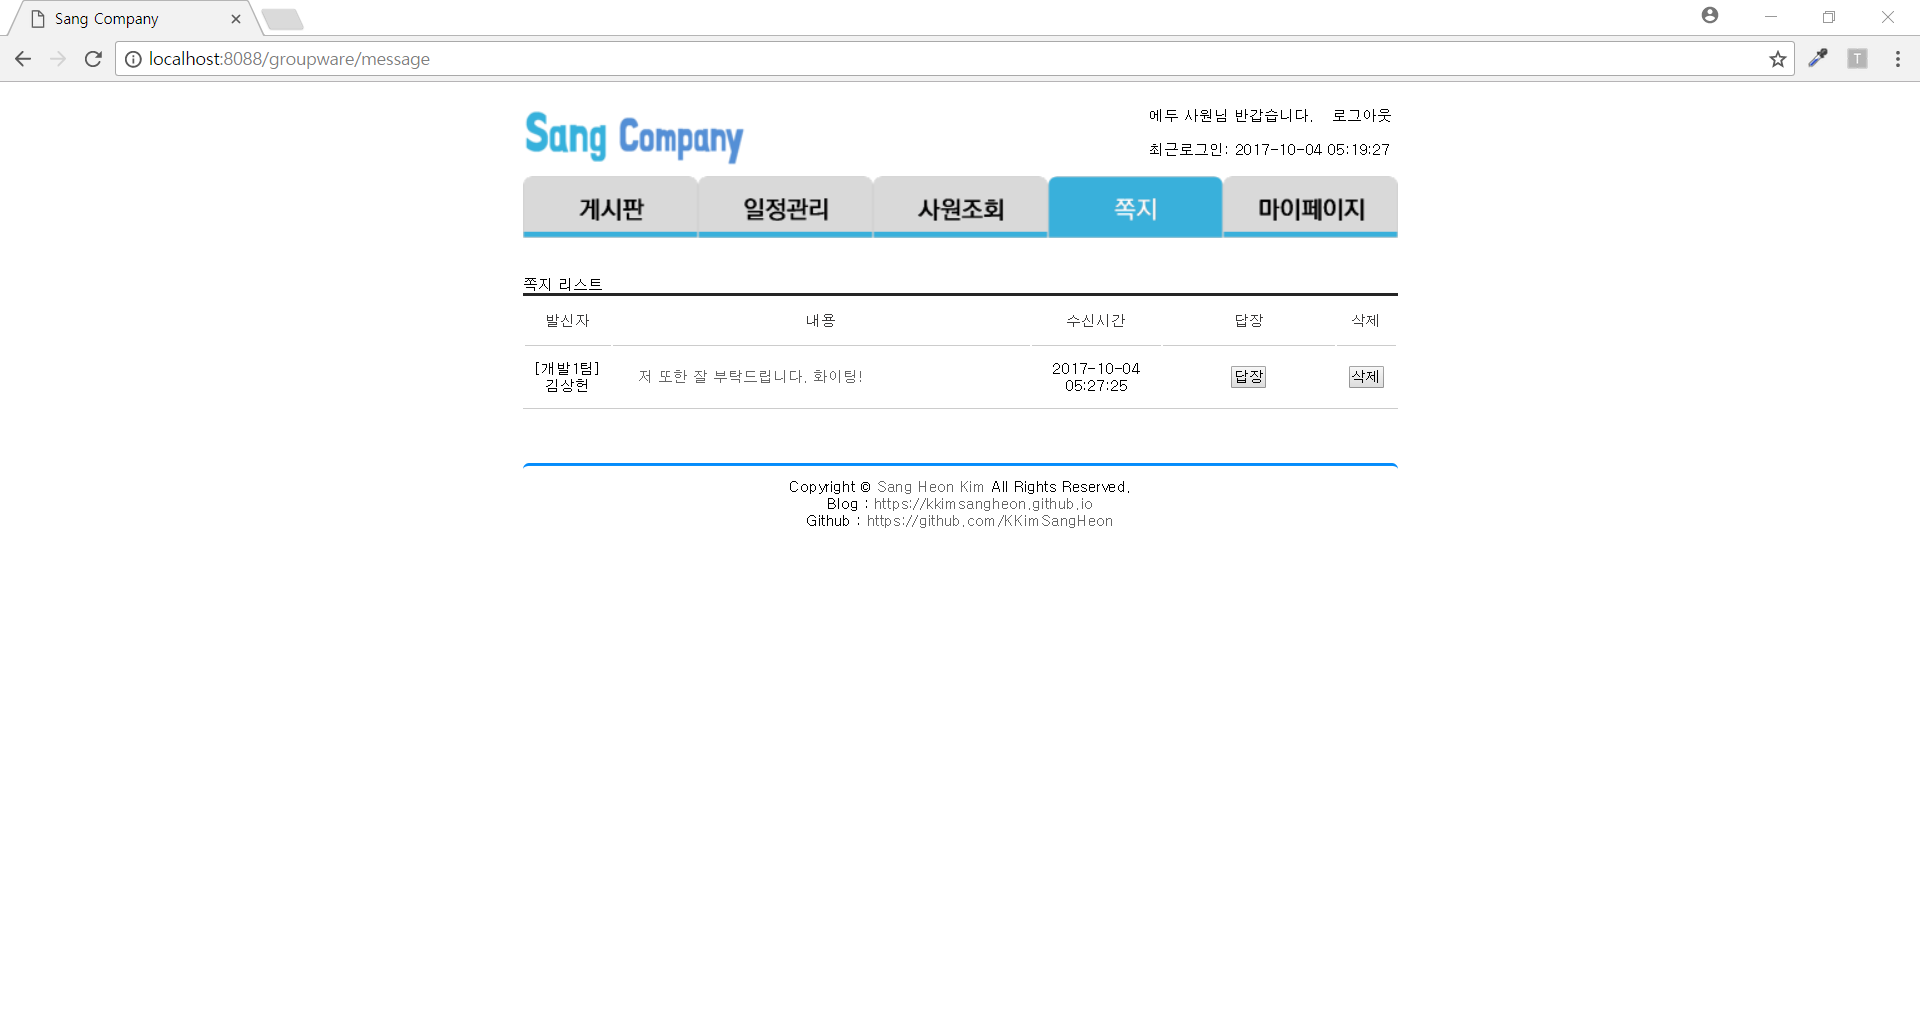 Sang Company
localhost:8088/groupware/message
T
Sang Company
에두 사원님 반갑습니다. 로그아웃
최근로그인: 2017-10-04 05:19:27
게시판 일정관리 사원조회 쪽지 마이페이지
쪽지 리스트
발신자 내용 수신시간 답장 삭제
[개발1팀] 김상헌 저 또한 잘 부탁드립니다. 화이팅! 2017-10-04 05:27:25 답장 삭제
Copyright © Sang Heon Kim All Rights Reserved.
Blog : https://kkimsangheon.github.io
Github : https://github.com/KKimSangHeon